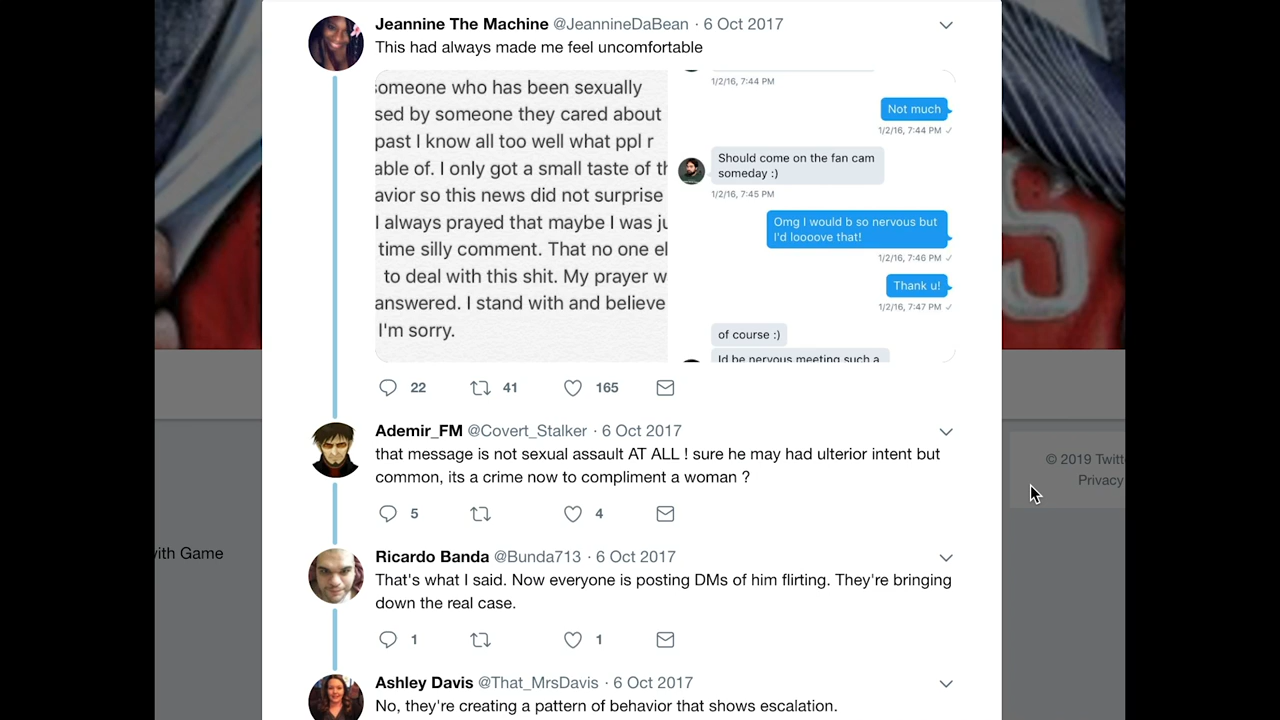 Jeannine The Machine @JeannineDaBean · 6 Oct 2017
This had always made me feel uncomfortable
someone who has been sexually
sed by someone they cared about
past I know all too well what ppl r
able of. I only got a small taste of th
avior so this news did not surprise
I always prayed that maybe I was ju
time silly comment. That no one el
to deal with this shit. My prayer w
answered. I stand with and believe
I'm sorry.
1/2/16, 7:44 PM
Not much
1/2/16, 7:44 PM ✓
Should come on the fan cam
someday :)
1/2/16, 7:45 PM
Omg I would b so nervous but
I'd loooove that!
1/2/16, 7:46 PM ✓
Thank u!
1/2/16, 7:47 PM ✓
of course :)
Id be nervous meeting such a
22 41 165
Ademir_FM @Covert_Stalker · 6 Oct 2017
that message is not sexual assault AT ALL ! sure he may had ulterior intent but
common, its a crime now to compliment a woman ?
5 4
Ricardo Banda @Bunda713 · 6 Oct 2017
That's what I said. Now everyone is posting DMs of him flirting. They're bringing
down the real case.
1 1
Ashley Davis @That_MrsDavis · 6 Oct 2017
No, they're creating a pattern of behavior that shows escalation.
© 2019 Twitt
Privacy
with Game
S